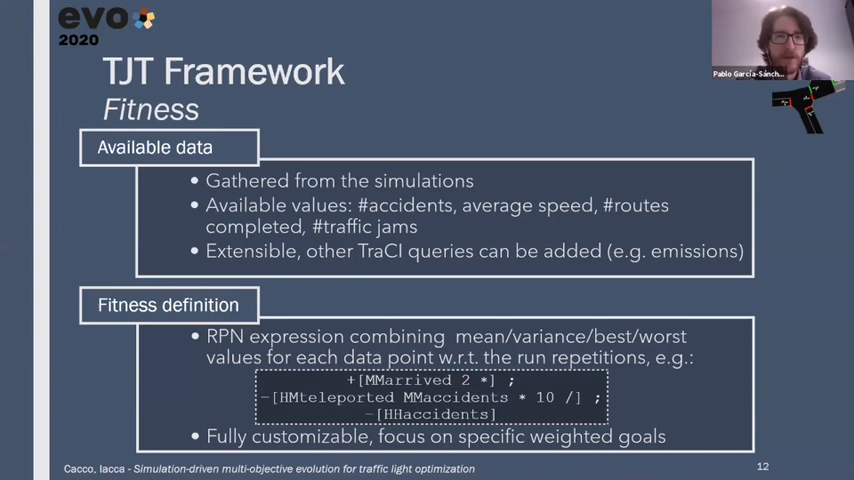 evo
2020
Pablo García-Sánch...
TJT Framework
Fitness
Available data
• Gathered from the simulations
• Available values: #accidents, average speed, #routes
completed, #traffic jams
• Extensible, other TraCI queries can be added (e.g. emissions)
Fitness definition
• RPN expression combining mean/variance/best/worst
values for each data point w.r.t. the run repetitions, e.g.:
+[MMarrived 2 *] ;
−[HMteleported MMaccidents * 10 /] ;
−[HHaccidents]
• Fully customizable, focus on specific weighted goals
Cacco, Iacca - Simulation-driven multi-objective evolution for traffic light optimization
12